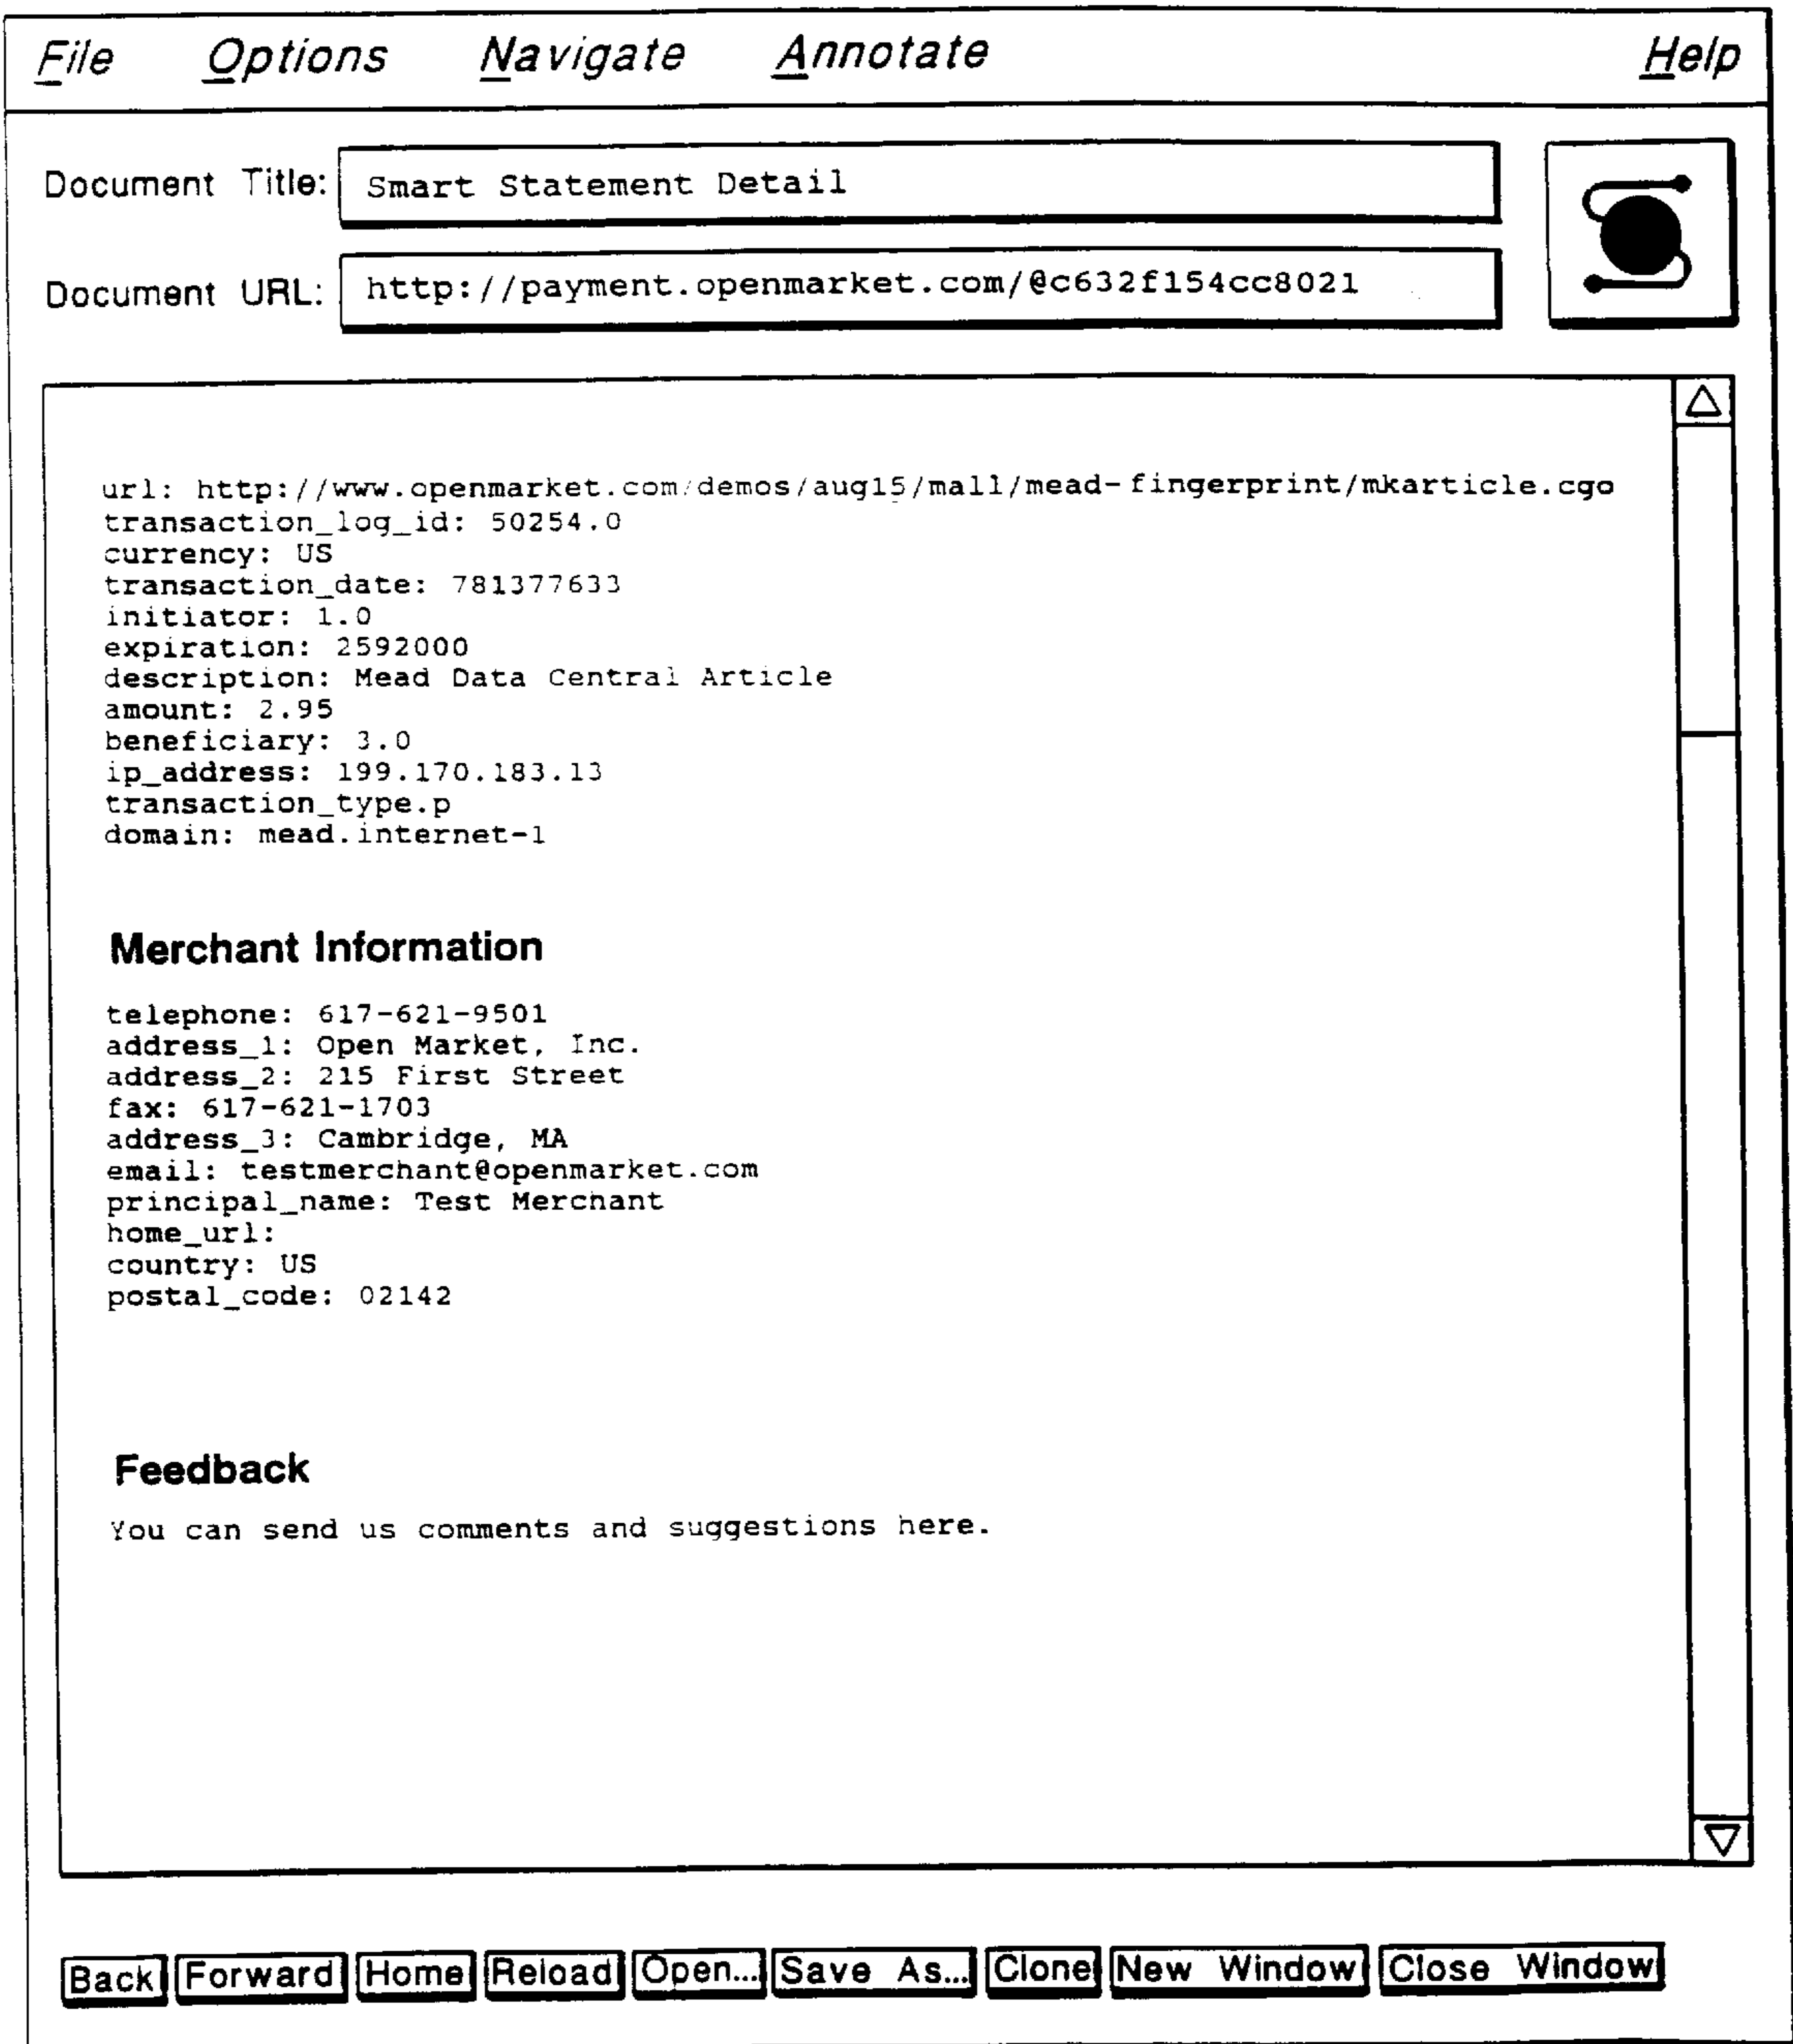 File Options Navigate Annotate Help
Document Title: Smart Statement Detail
Document URL: http://payment.openmarket.com/@c632f154cc8021
url: http://www.openmarket.com/demos/aug15/mall/mead-fingerprint/mkarticle.cgo
transaction_log_id: 50254.0
currency: US
transaction_date: 781377633
initiator: 1.0
expiration: 2592000
description: Mead Data Central Article
amount: 2.95
beneficiary: 3.0
ip_address: 199.170.183.13
transaction_type.p
domain: mead.internet-1
Merchant Information
telephone: 617-621-9501
address_1: Open Market, Inc.
address_2: 215 First Street
fax: 617-621-1703
address_3: Cambridge, MA
email: testmerchant@openmarket.com
principal_name: Test Merchant
home_url:
country: US
postal_code: 02142
Feedback
You can send us comments and suggestions here.
Back Forward Home Reload Open... Save As... Clone New Window Close Window